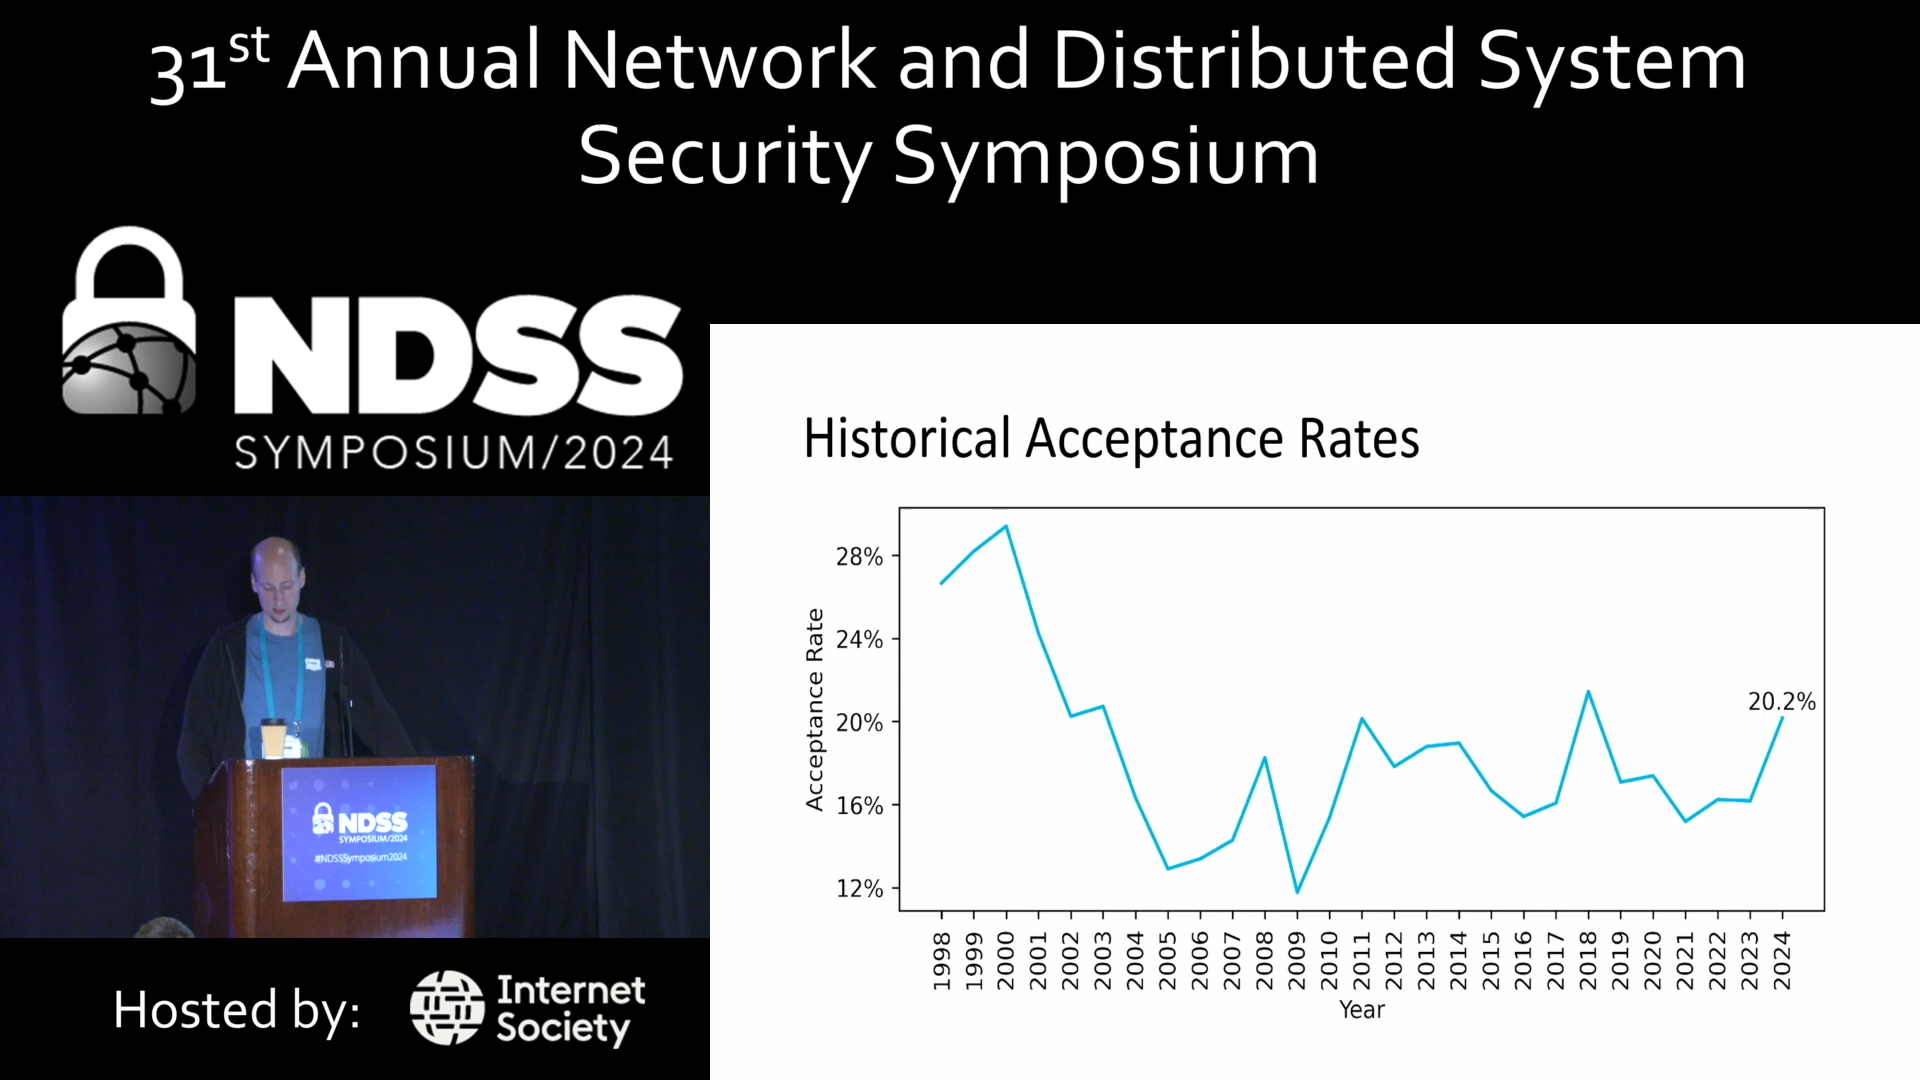 31st Annual Network and Distributed System
Security Symposium
NDSS
SYMPOSIUM/2024
Historical Acceptance Rates
28%
24%
20%
16%
12%
Acceptance Rate
20.2%
1998 1999 2000 2001 2002 2003 2004 2005 2006 2007 2008 2009 2010 2011 2012 2013 2014 2015 2016 2017 2018 2019 2020 2021 2022 2023 2024
Year
NDSS
SYMPOSIUM/2024
#NDSSSymposium2024
Hosted by:
Internet
Society